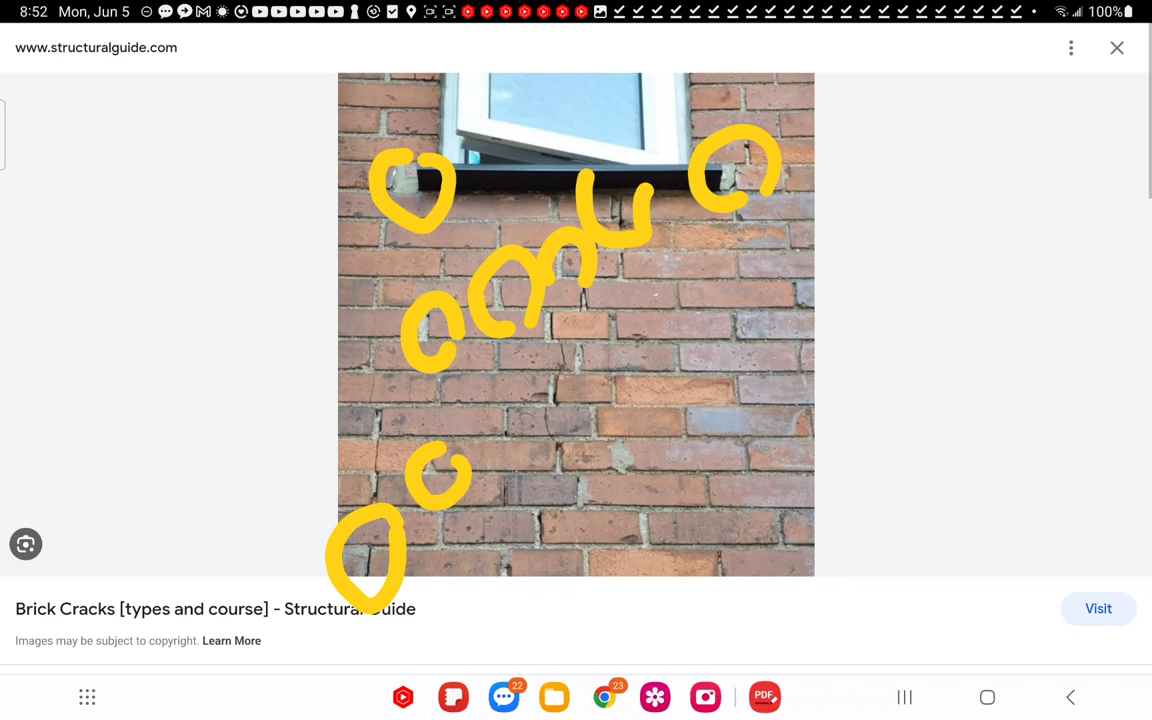 8:52 Mon, Jun 5 100%
www.structuralguide.com
Brick Cracks [types and course] - Structural Guide
Visit
Images may be subject to copyright. Learn More
22
23
PDF